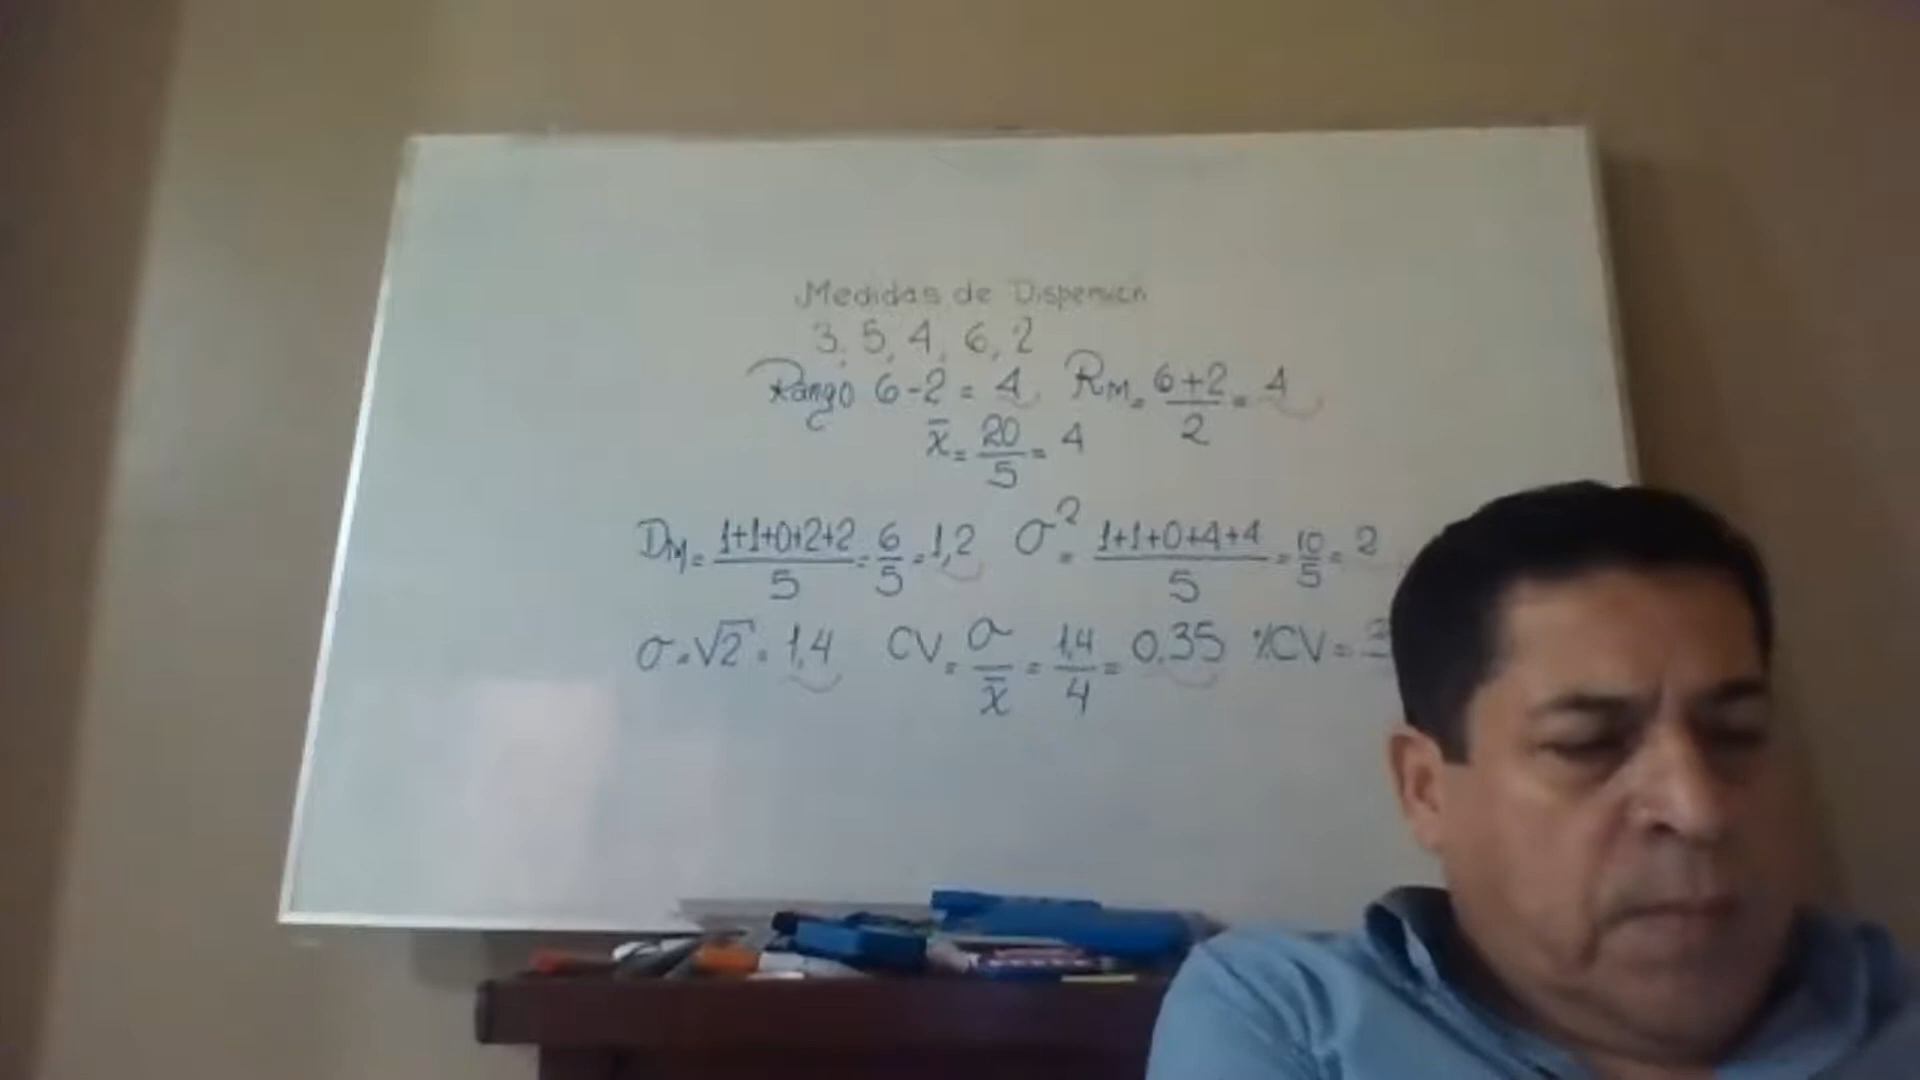 Medidas de Dispersión
3, 5, 4, 6, 2
Rango 6-2 = 4 RM = 6+2/2 = 4
x̄ = 20/5 = 4
DM = 1+1+0+2+2/5 = 6/5 = 1,2 σ² = 1+1+0+4+4/5 = 10/5 = 2
σ = √2 = 1,4 CV = σ/x̄ = 1,4/4 = 0,35 %CV = 3